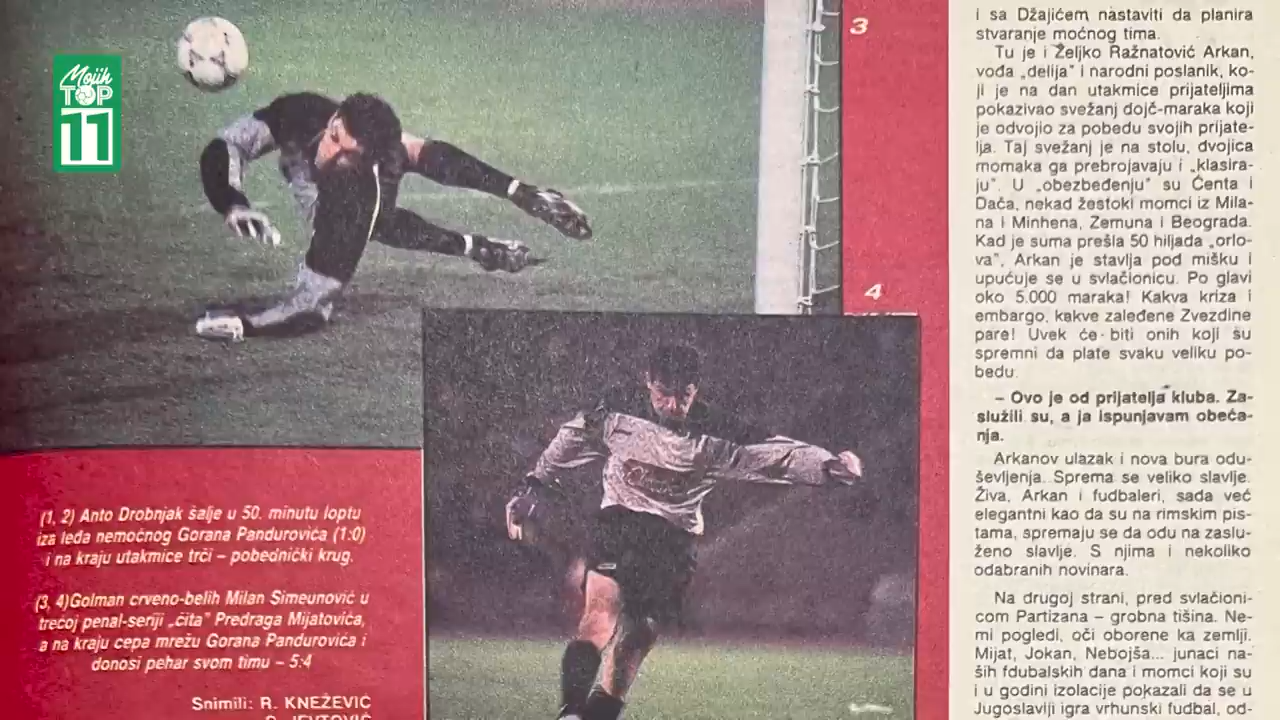 Mojih
TOP
11
3
4
(1, 2) Anto Drobnjak šalje u 50. minutu loptu
iza leđa nemoćnog Gorana Pandurovića (1:0)
i na kraju utakmice trči – pobednički krug.
(3, 4)Golman crveno-belih Milan Simeunović u
trećoj penal-seriji „čita" Predraga Mijatovića,
a na kraju cepa mrežu Gorana Pandurovića i
donosi pehar svom timu – 5:4
Snimili: R. KNEŽEVIĆ
JEVTOVIĆ
i sa Džajićem nastaviti da planira
stvaranje moćnog tima.
Tu je i Željko Ražnatović Arkan,
vođa „delija" i narodni poslanik, ko-
ji je na dan utakmice prijateljima
pokazivao svežanj dojč-maraka koji
je odvojio za pobedu svojih prijate-
lja. Taj svežanj je na stolu, dvojica
momaka ga prebrojavaju i „klasira-
ju". U „obezbeđenju" su Ćenta i
Dača, nekad žestoki momci iz Mila-
na i Minhena, Zemuna i Beograda.
Kad je suma prešla 50 hiljada „orlo-
va", Arkan je stavlja pod mišku i
upućuje se u svlačionicu. Po glavi
oko 5.000 maraka! Kakva kriza i
embargo, kakve zaleđene Zvezdine
pare! Uvek će biti onih koji su
spremni da plate svaku veliku po-
bedu.
– Ovo je od prijatelja kluba. Za-
služili su, a ja ispunjavam obeća-
nja.
Arkanov ulazak i nova bura odu-
ševljenja. Sprema se veliko slavlje.
Živa, Arkan i fudbaleri, sada već
elegantni kao da su na rimskim pis-
tama, spremaju se da odu na zaslu-
ženo slavlje. S njima i nekoliko
odabranih novinara.
Na drugoj strani, pred svlačioni-
com Partizana – grobna tišina. Ne-
mi pogledi, oči oborene ka zemlji.
Mijat, Jokan, Nebojša... junaci na-
ših fdubalskih dana i momci koji su
i u godini izolacije pokazali da se u
Jugoslaviji igra vrhunski fudbal, od-